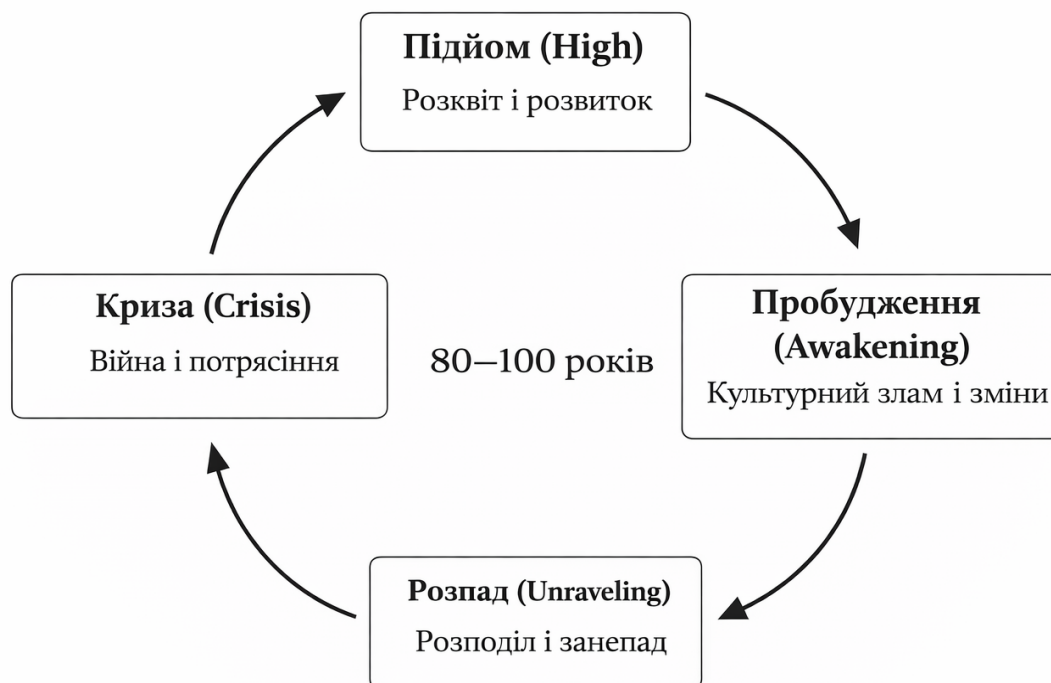 Підйом (High)
Розквіт і розвиток
Криза (Crisis)
Війна і потрясіння
80–100 років
Пробудження
(Awakening)
Культурний злам і зміни
Розпад (Unraveling)
Розподіл і занепад